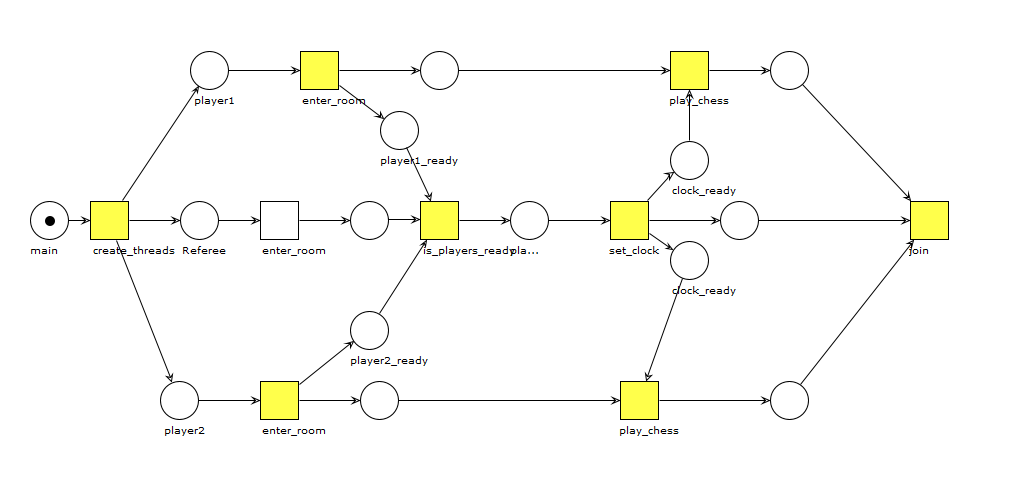 player1
enter_room
play_chess
player1_ready
clock_ready
main
create_threads
Referee
enter_room
is_players_ready
pla...
set_clock
join
clock_ready
player2_ready
player2
enter_room
play_chess